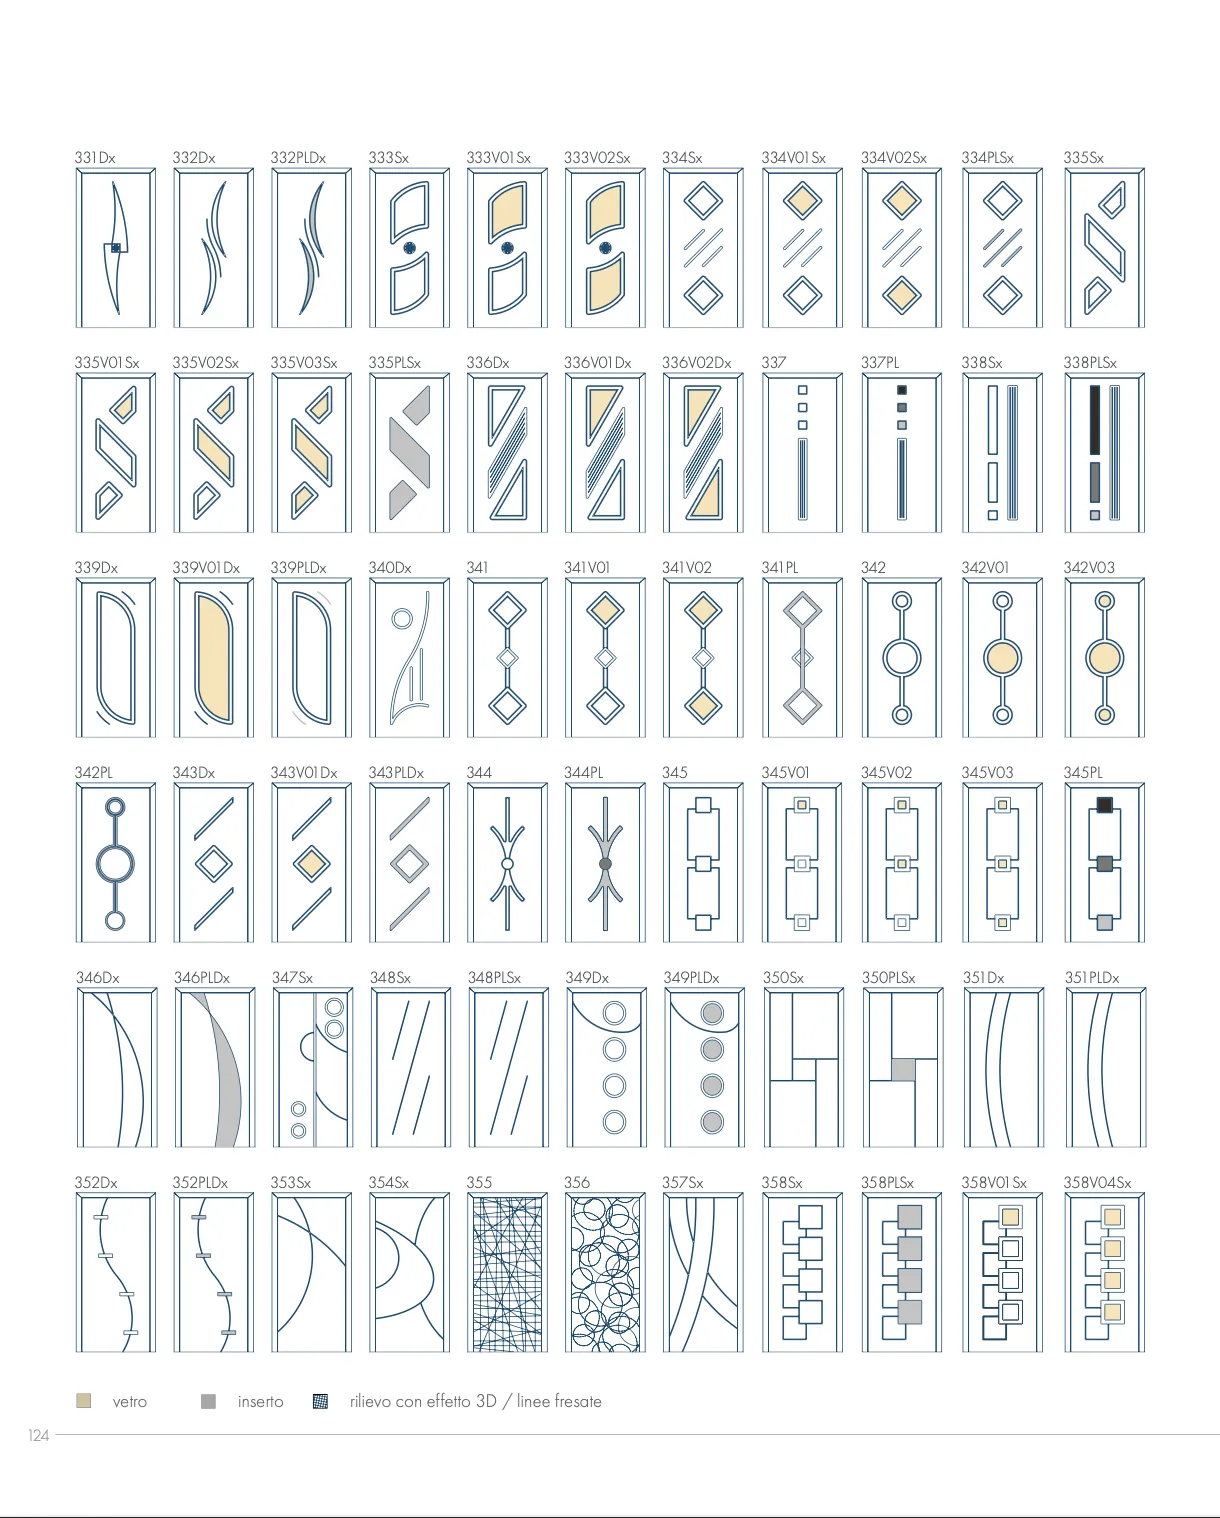 331Dx 332Dx 332PLDx 333Sx 333V01Sx 333V02Sx 334Sx 334V01Sx 334V02Sx 334PLSx 335Sx
335V01Sx 335V02Sx 335V03Sx 335PLSx 336Dx 336V01Dx 336V02Dx 337 337PL 338Sx 338PLSx
339Dx 339V01Dx 339PLDx 340Dx 341 341V01 341V02 341PL 342 342V01 342V03
342PL 343Dx 343V01Dx 343PLDx 344 344PL 345 345V01 345V02 345V03 345PL
346Dx 346PLDx 347Sx 348Sx 348PLSx 349Dx 349PLDx 350Sx 350PLSx 351Dx 351PLDx
352Dx 352PLDx 353Sx 354Sx 355 356 357Sx 358Sx 358PLSx 358V01Sx 358V04Sx
vetro inserto rilievo con effetto 3D / linee fresate
124